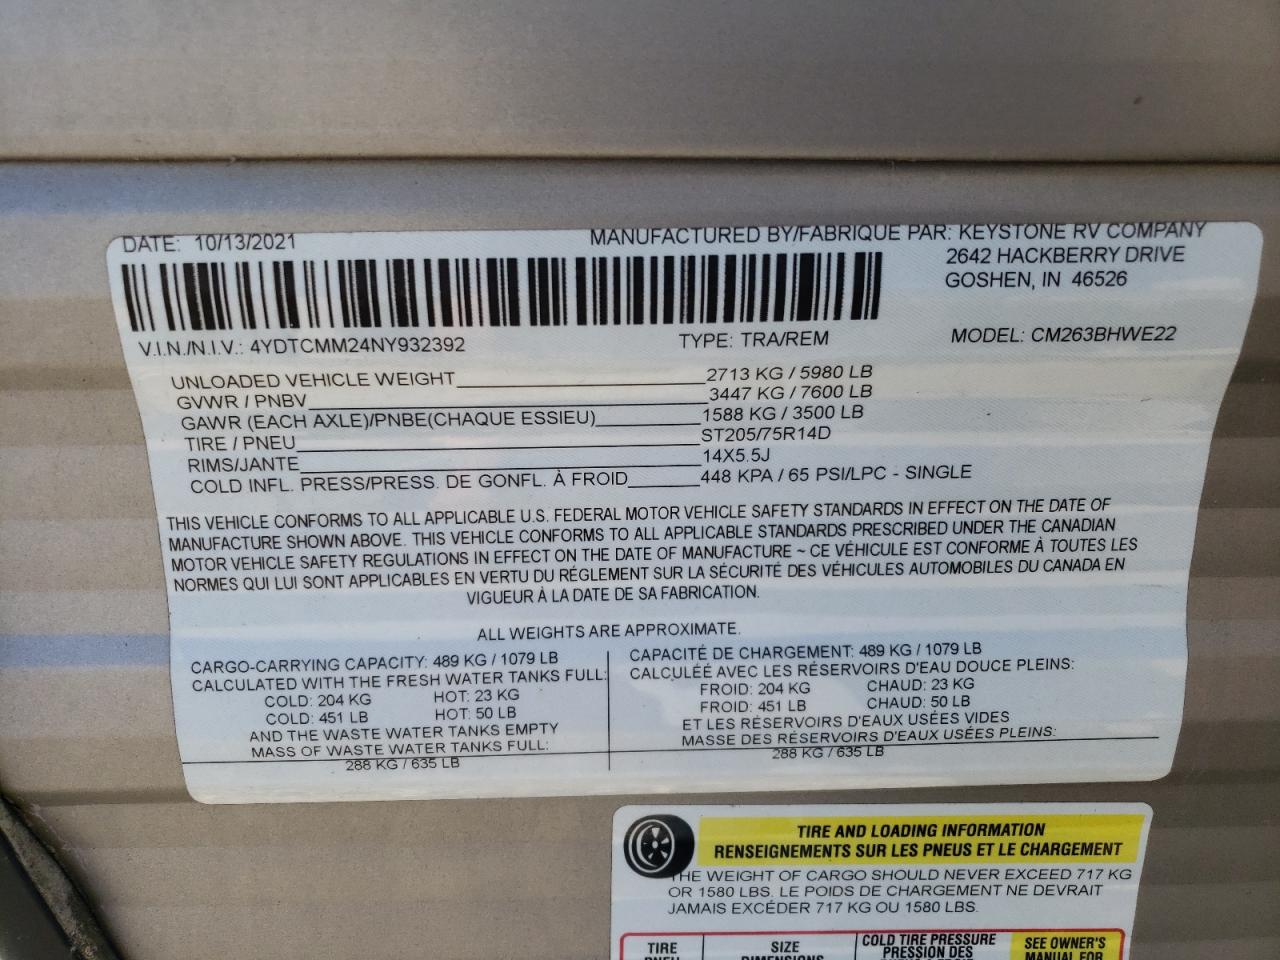 DATE: 10/13/2021 MANUFACTURED BY/FABRIQUE PAR: KEYSTONE RV COMPANY
2642 HACKBERRY DRIVE
GOSHEN, IN 46526
V.I.N./N.I.V.: 4YDTCMM24NY932392 TYPE: TRA/REM MODEL: CM263BHWE22
UNLOADED VEHICLE WEIGHT 2713 KG / 5980 LB
GVWR / PNBV 3447 KG / 7600 LB
GAWR (EACH AXLE)/PNBE(CHAQUE ESSIEU) 1588 KG / 3500 LB
TIRE / PNEU ST205/75R14D
RIMS/JANTE 14X5.5J
COLD INFL. PRESS/PRESS. DE GONFL. À FROID 448 KPA / 65 PSI/LPC - SINGLE
THIS VEHICLE CONFORMS TO ALL APPLICABLE U.S. FEDERAL MOTOR VEHICLE SAFETY STANDARDS IN EFFECT ON THE DATE OF
MANUFACTURE SHOWN ABOVE. THIS VEHICLE CONFORMS TO ALL APPLICABLE STANDARDS PRESCRIBED UNDER THE CANADIAN
MOTOR VEHICLE SAFETY REGULATIONS IN EFFECT ON THE DATE OF MANUFACTURE ~ CE VÉHICULE EST CONFORME À TOUTES LES
NORMES QUI LUI SONT APPLICABLES EN VERTU DU RÉGLEMENT SUR LA SÉCURITÉ DES VÉHICULES AUTOMOBILES DU CANADA EN
VIGUEUR À LA DATE DE SA FABRICATION.
ALL WEIGHTS ARE APPROXIMATE.
CARGO-CARRYING CAPACITY: 489 KG / 1079 LB
CALCULATED WITH THE FRESH WATER TANKS FULL:
COLD: 204 KG HOT: 23 KG
COLD: 451 LB HOT: 50 LB
AND THE WASTE WATER TANKS EMPTY
MASS OF WASTE WATER TANKS FULL:
288 KG / 635 LB
CAPACITÉ DE CHARGEMENT: 489 KG / 1079 LB
CALCULÉE AVEC LES RÉSERVOIRS D'EAU DOUCE PLEINS:
FROID: 204 KG CHAUD: 23 KG
FROID: 451 LB CHAUD: 50 LB
ET LES RÉSERVOIRS D'EAUX USÉES VIDES
MASSE DES RÉSERVOIRS D'EAUX USÉES PLEINS:
288 KG / 635 LB
TIRE AND LOADING INFORMATION
RENSEIGNEMENTS SUR LES PNEUS ET LE CHARGEMENT
THE WEIGHT OF CARGO SHOULD NEVER EXCEED 717 KG
OR 1580 LBS. LE POIDS DE CHARGEMENT NE DEVRAIT
JAMAIS EXCÉDER 717 KG OU 1580 LBS.
TIRE
PNEU
SIZE
DIMENSIONS
COLD TIRE PRESSURE
PRESSION DES
SEE OWNER'S
MANUAL FOR